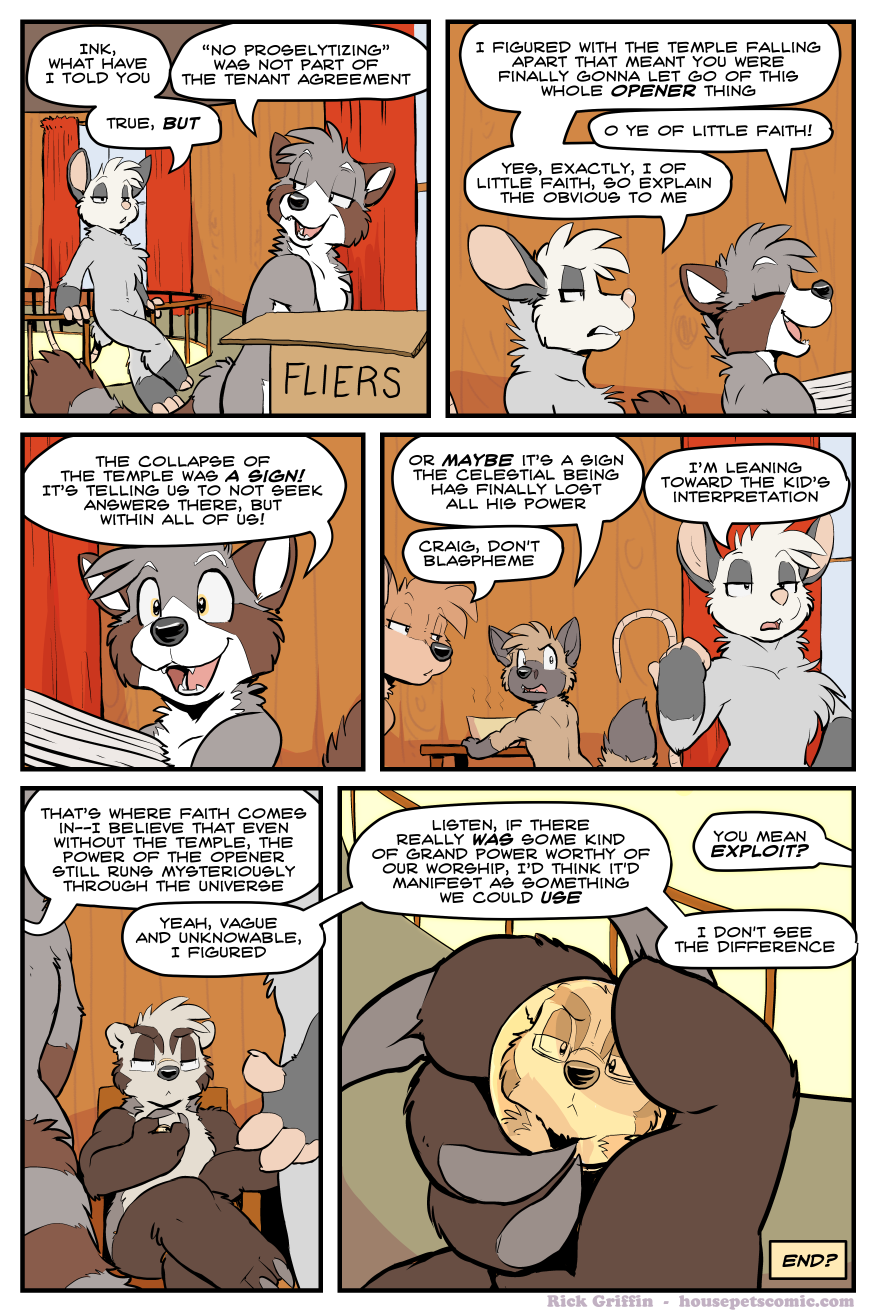 INK,
WHAT HAVE
I TOLD YOU
"NO PROSELYTIZING"
WAS NOT PART OF
THE TENANT AGREEMENT
TRUE, BUT
FLIERS
I FIGURED WITH THE TEMPLE FALLING
APART THAT MEANT YOU WERE
FINALLY GONNA LET GO OF THIS
WHOLE OPENER THING
O YE OF LITTLE FAITH!
YES, EXACTLY, I OF
LITTLE FAITH, SO EXPLAIN
THE OBVIOUS TO ME
THE COLLAPSE OF
THE TEMPLE WAS A SIGN!
IT'S TELLING US TO NOT SEEK
ANSWERS THERE, BUT
WITHIN ALL OF US!
OR MAYBE IT'S A SIGN
THE CELESTIAL BEING
HAS FINALLY LOST
ALL HIS POWER
CRAIG, DON'T
BLASPHEME
I'M LEANING
TOWARD THE KID'S
INTERPRETATION
THAT'S WHERE FAITH COMES
IN--I BELIEVE THAT EVEN
WITHOUT THE TEMPLE, THE
POWER OF THE OPENER
STILL RUNS MYSTERIOUSLY
THROUGH THE UNIVERSE
YEAH, VAGUE
AND UNKNOWABLE,
I FIGURED
LISTEN, IF THERE
REALLY WAS SOME KIND
OF GRAND POWER WORTHY OF
OUR WORSHIP, I'D THINK IT'D
MANIFEST AS SOMETHING
WE COULD USE
YOU MEAN
EXPLOIT?
I DON'T SEE
THE DIFFERENCE
END?
Rick Griffin - housepetscomic.com